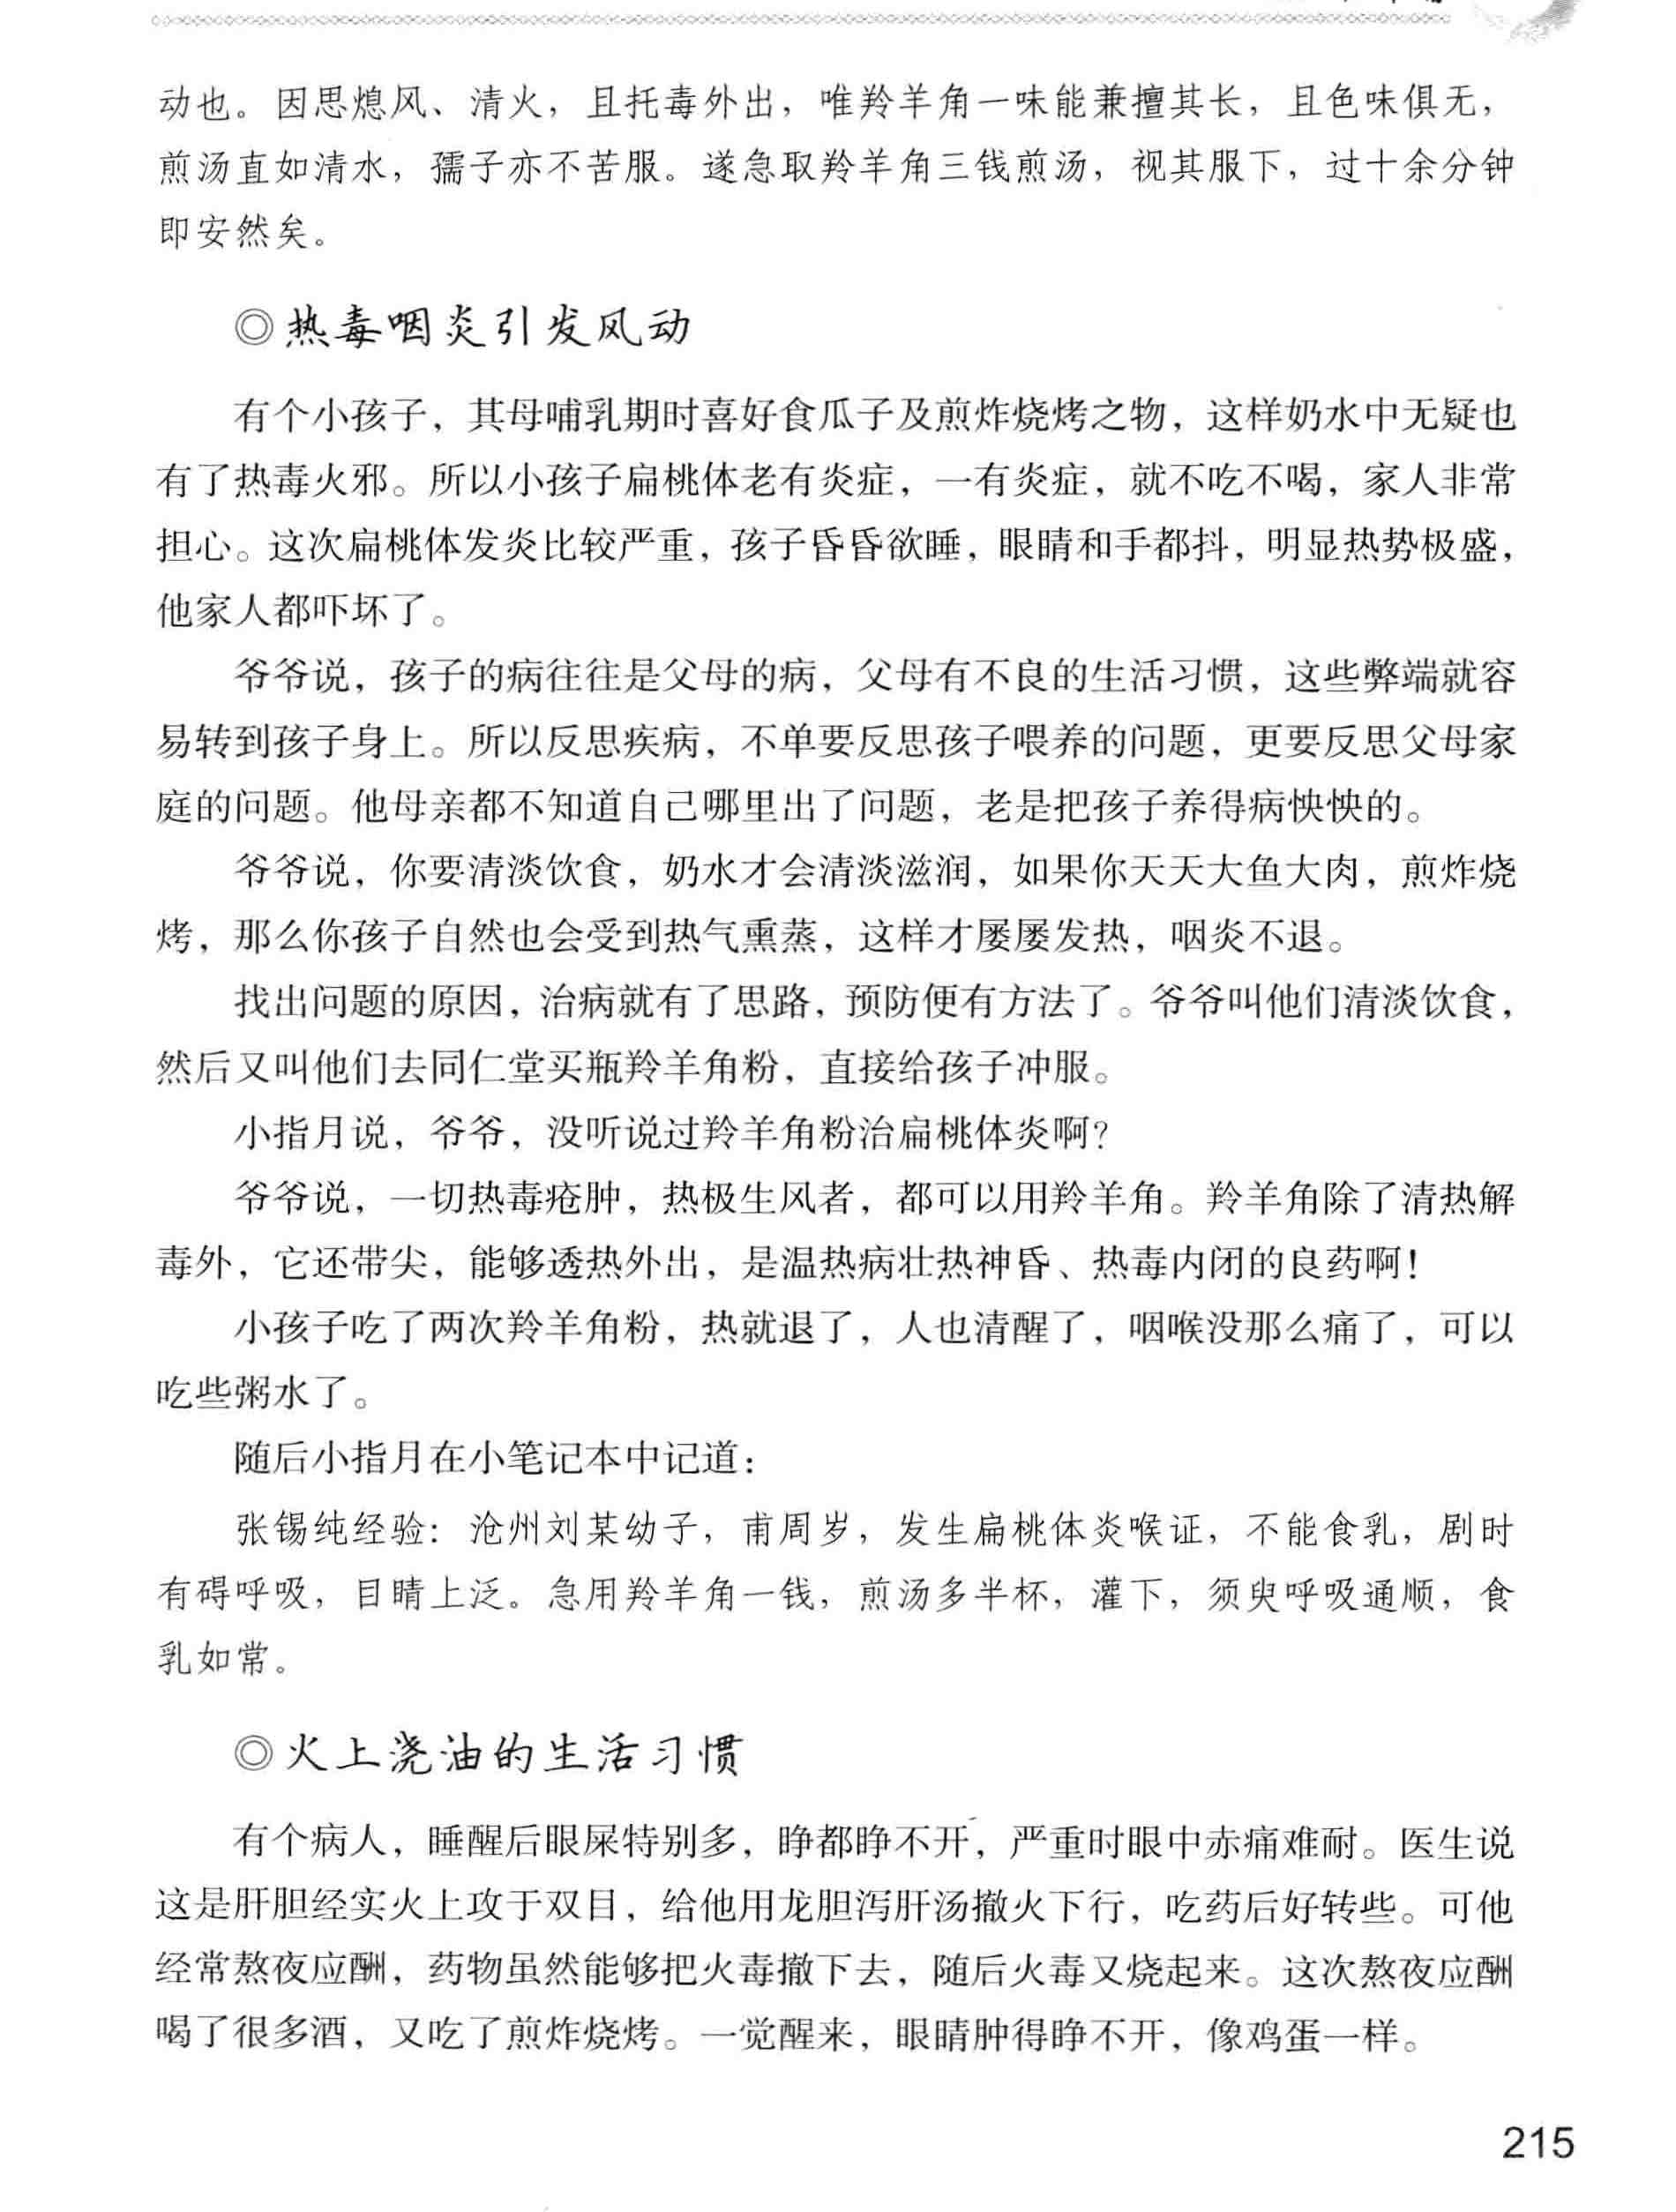 动也。因思熄风、清火，且托毒外出，唯羚羊角一味能兼擅其长，且色味俱无，
煎汤直如清水，孺子亦不苦服。遂急取羚羊角三钱煎汤，视其服下，过十余分钟
即安然矣。
◎热毒咽炎引发风动
有个小孩子，其母哺乳期时喜好食瓜子及煎炸烧烤之物，这样奶水中无疑也
有了热毒火邪。所以小孩子扁桃体老有炎症，一有炎症，就不吃不喝，家人非常
担心。这次扁桃体发炎比较严重，孩子昏昏欲睡，眼睛和手都抖，明显热势极盛，
他家人都吓坏了。
爷爷说，孩子的病往往是父母的病，父母有不良的生活习惯，这些弊端就容
易转到孩子身上。所以反思疾病，不单要反思孩子喂养的问题，更要反思父母家
庭的问题。他母亲都不知道自己哪里出了问题，老是把孩子养得病怏怏的。
爷爷说，你要清淡饮食，奶水才会清淡滋润，如果你天天大鱼大肉，煎炸烧
烤，那么你孩子自然也会受到热气熏蒸，这样才屡屡发热，咽炎不退。
找出问题的原因，治病就有了思路，预防便有方法了。爷爷叫他们清淡饮食，
然后又叫他们去同仁堂买瓶羚羊角粉，直接给孩子冲服。
小指月说，爷爷，没听说过羚羊角粉治扁桃体炎啊？
爷爷说，一切热毒疮肿，热极生风者，都可以用羚羊角。羚羊角除了清热解
毒外，它还带尖，能够透热外出，是温热病壮热神昏、热毒内闭的良药啊！
小孩子吃了两次羚羊角粉，热就退了，人也清醒了，咽喉没那么痛了，可以
吃些粥水了。
随后小指月在小笔记本中记道：
张锡纯经验：沧州刘某幼子，甫周岁，发生扁桃体炎喉证，不能食乳，剧时
有碍呼吸，目睛上泛。急用羚羊角一钱，煎汤多半杯，灌下，须臾呼吸通顺，食
乳如常。
◎火上浇油的生活习惯
有个病人，睡醒后眼屎特别多，睁都睁不开，严重时眼中赤痛难耐。医生说
这是肝胆经实火上攻于双目，给他用龙胆泻肝汤撤火下行，吃药后好转些。可他
经常熬夜应酬，药物虽然能够把火毒撤下去，随后火毒又烧起来。这次熬夜应酬
喝了很多酒，又吃了煎炸烧烤。一觉醒来，眼睛肿得睁不开，像鸡蛋一样。
215